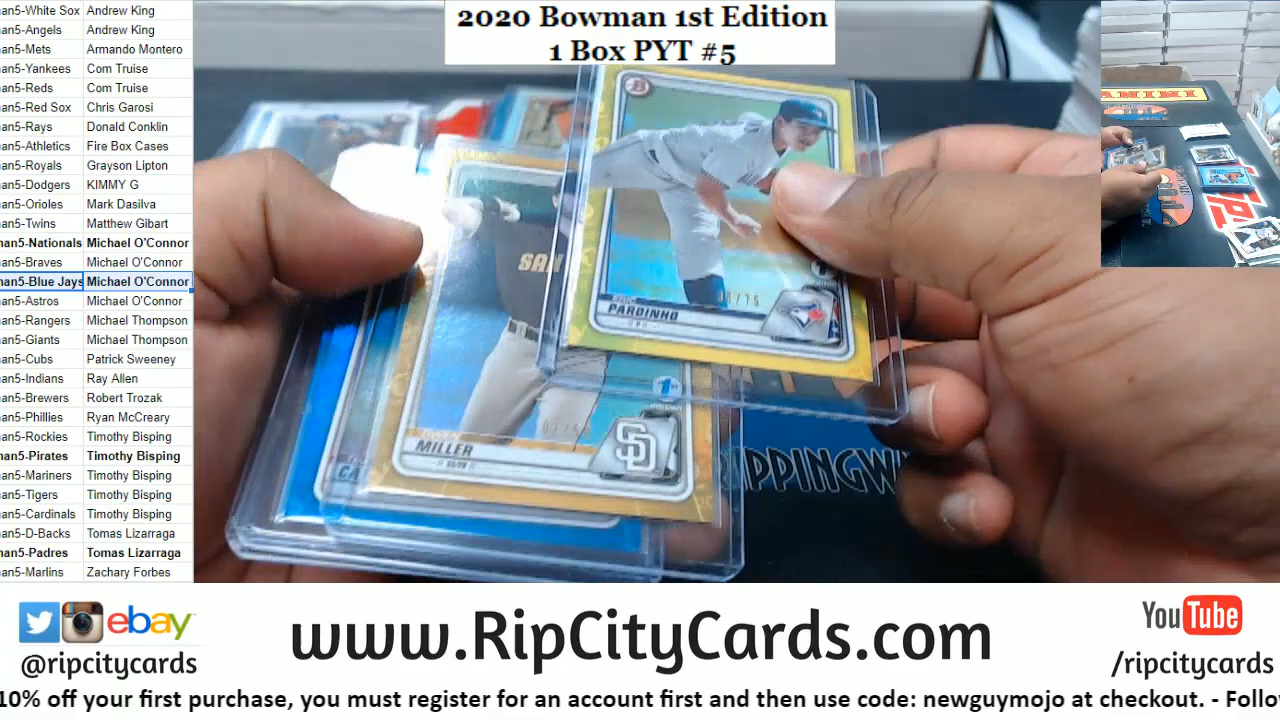 2020 Bowman 1st Edition
1 Box PYT #5
an5-White Sox Andrew King
an5-Angels Andrew King
an5-Mets Armando Montero
an5-Yankees Com Truise
an5-Reds Com Truise
an5-Red Sox Chris Garosi
an5-Rays Donald Conklin
an5-Athletics Fire Box Cases
an5-Royals Grayson Lipton
an5-Dodgers KIMMY G
an5-Orioles Mark Dasilva
an5-Twins Matthew Gibart
nan5-Nationals Michael O'Connor
an5-Braves Michael O'Connor
nan5-Blue Jays Michael O'Connor
an5-Astros Michael O'Connor
an5-Rangers Michael Thompson
an5-Giants Michael Thompson
an5-Cubs Patrick Sweeney
an5-Indians Ray Allen
an5-Brewers Robert Trozak
an5-Phillies Ryan McCreary
an5-Rockies Timothy Bisping
nan5-Pirates Timothy Bisping
an5-Mariners Timothy Bisping
an5-Tigers Timothy Bisping
an5-Cardinals Timothy Bisping
an5-D-Backs Tomas Lizarraga
nan5-Padres Tomas Lizarraga
an5-Marlins Zachary Forbes
B
PARDINHO
SAN
1st
MILLER
SD
CA
RIPPINGW
PANINI
ebay
@ripcitycards
www.RipCityCards.com
YouTube
/ripcitycards
10% off your first purchase, you must register for an account first and then use code: newguymojo at checkout. - Follo